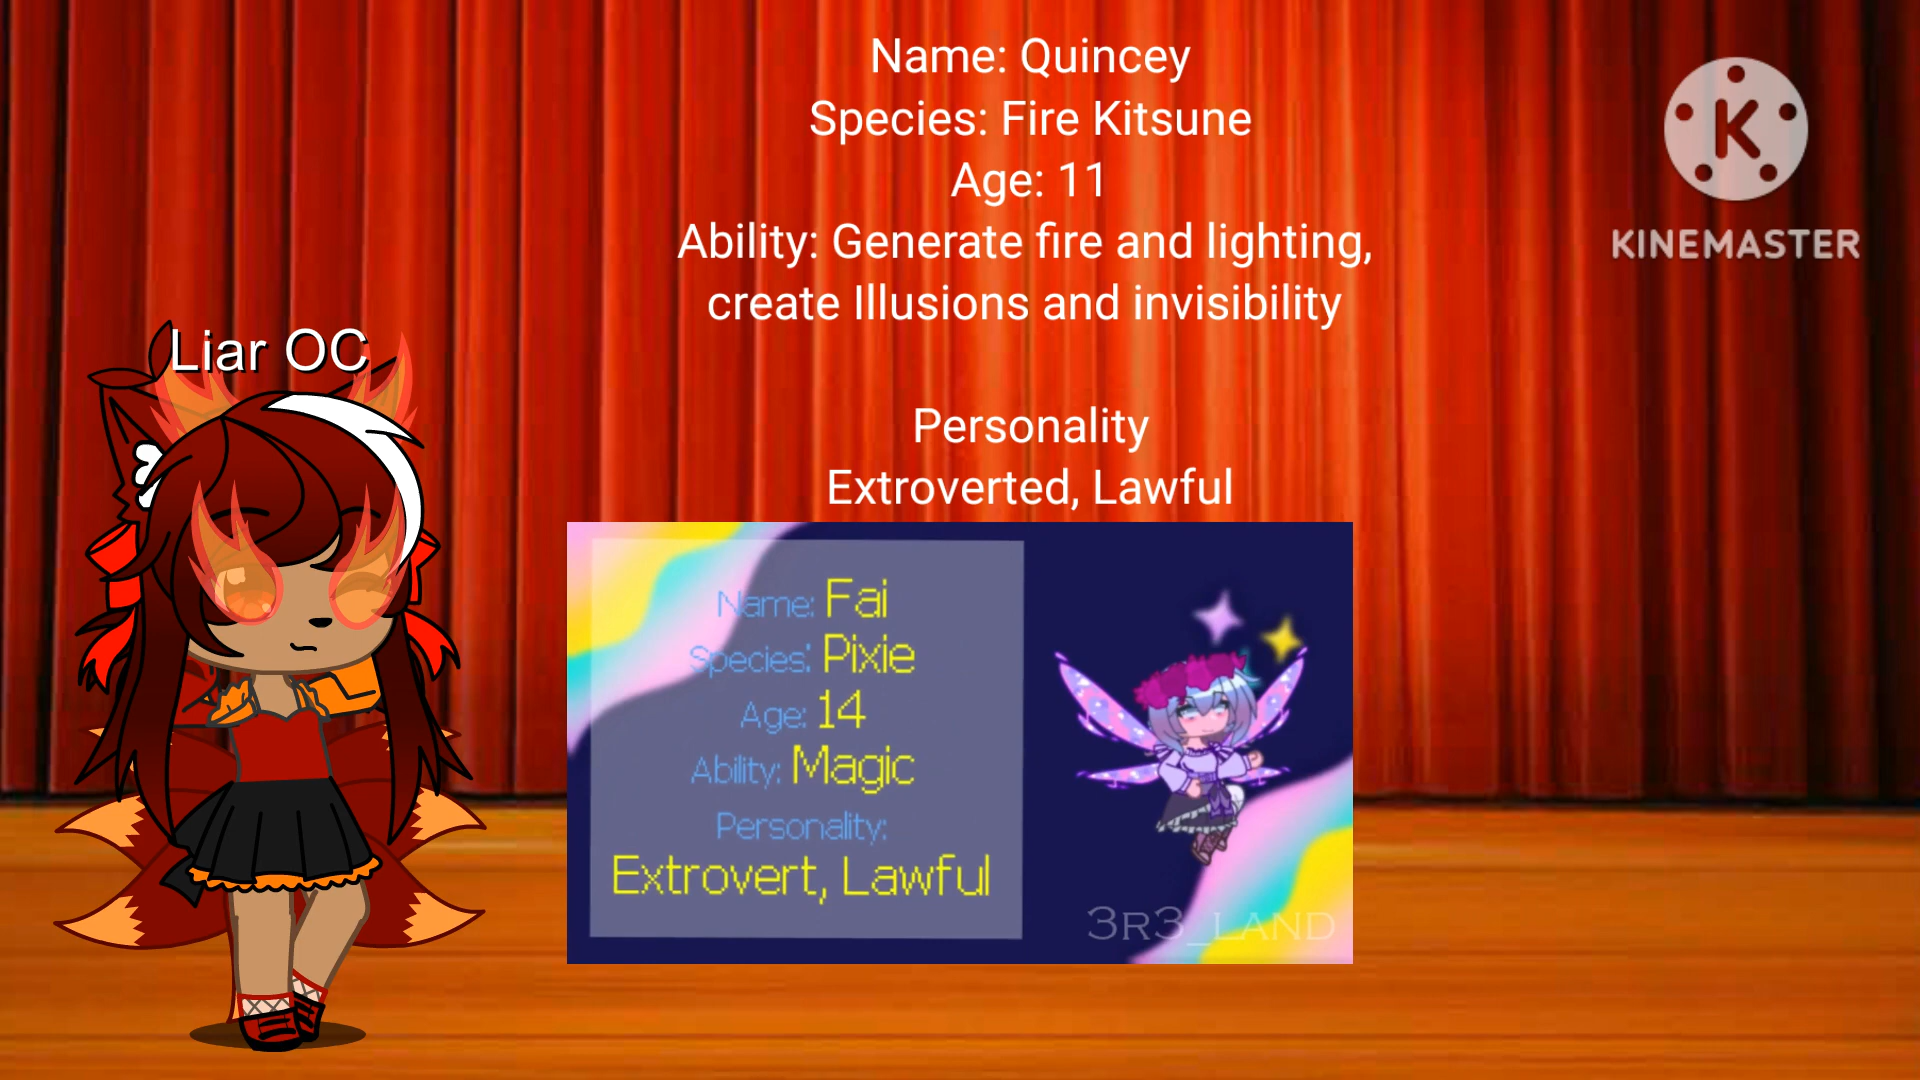 Name: Quincey
Species: Fire Kitsune
Age: 11
Ability: Generate fire and lighting,
create Illusions and invisibility
Personality
Extroverted, Lawful
K
KINEMASTER
Liar OC
Name: Fai
Species: Pixie
Age: 14
Ability: Magic
Personality:
Extrovert, Lawful
3R3_LAND